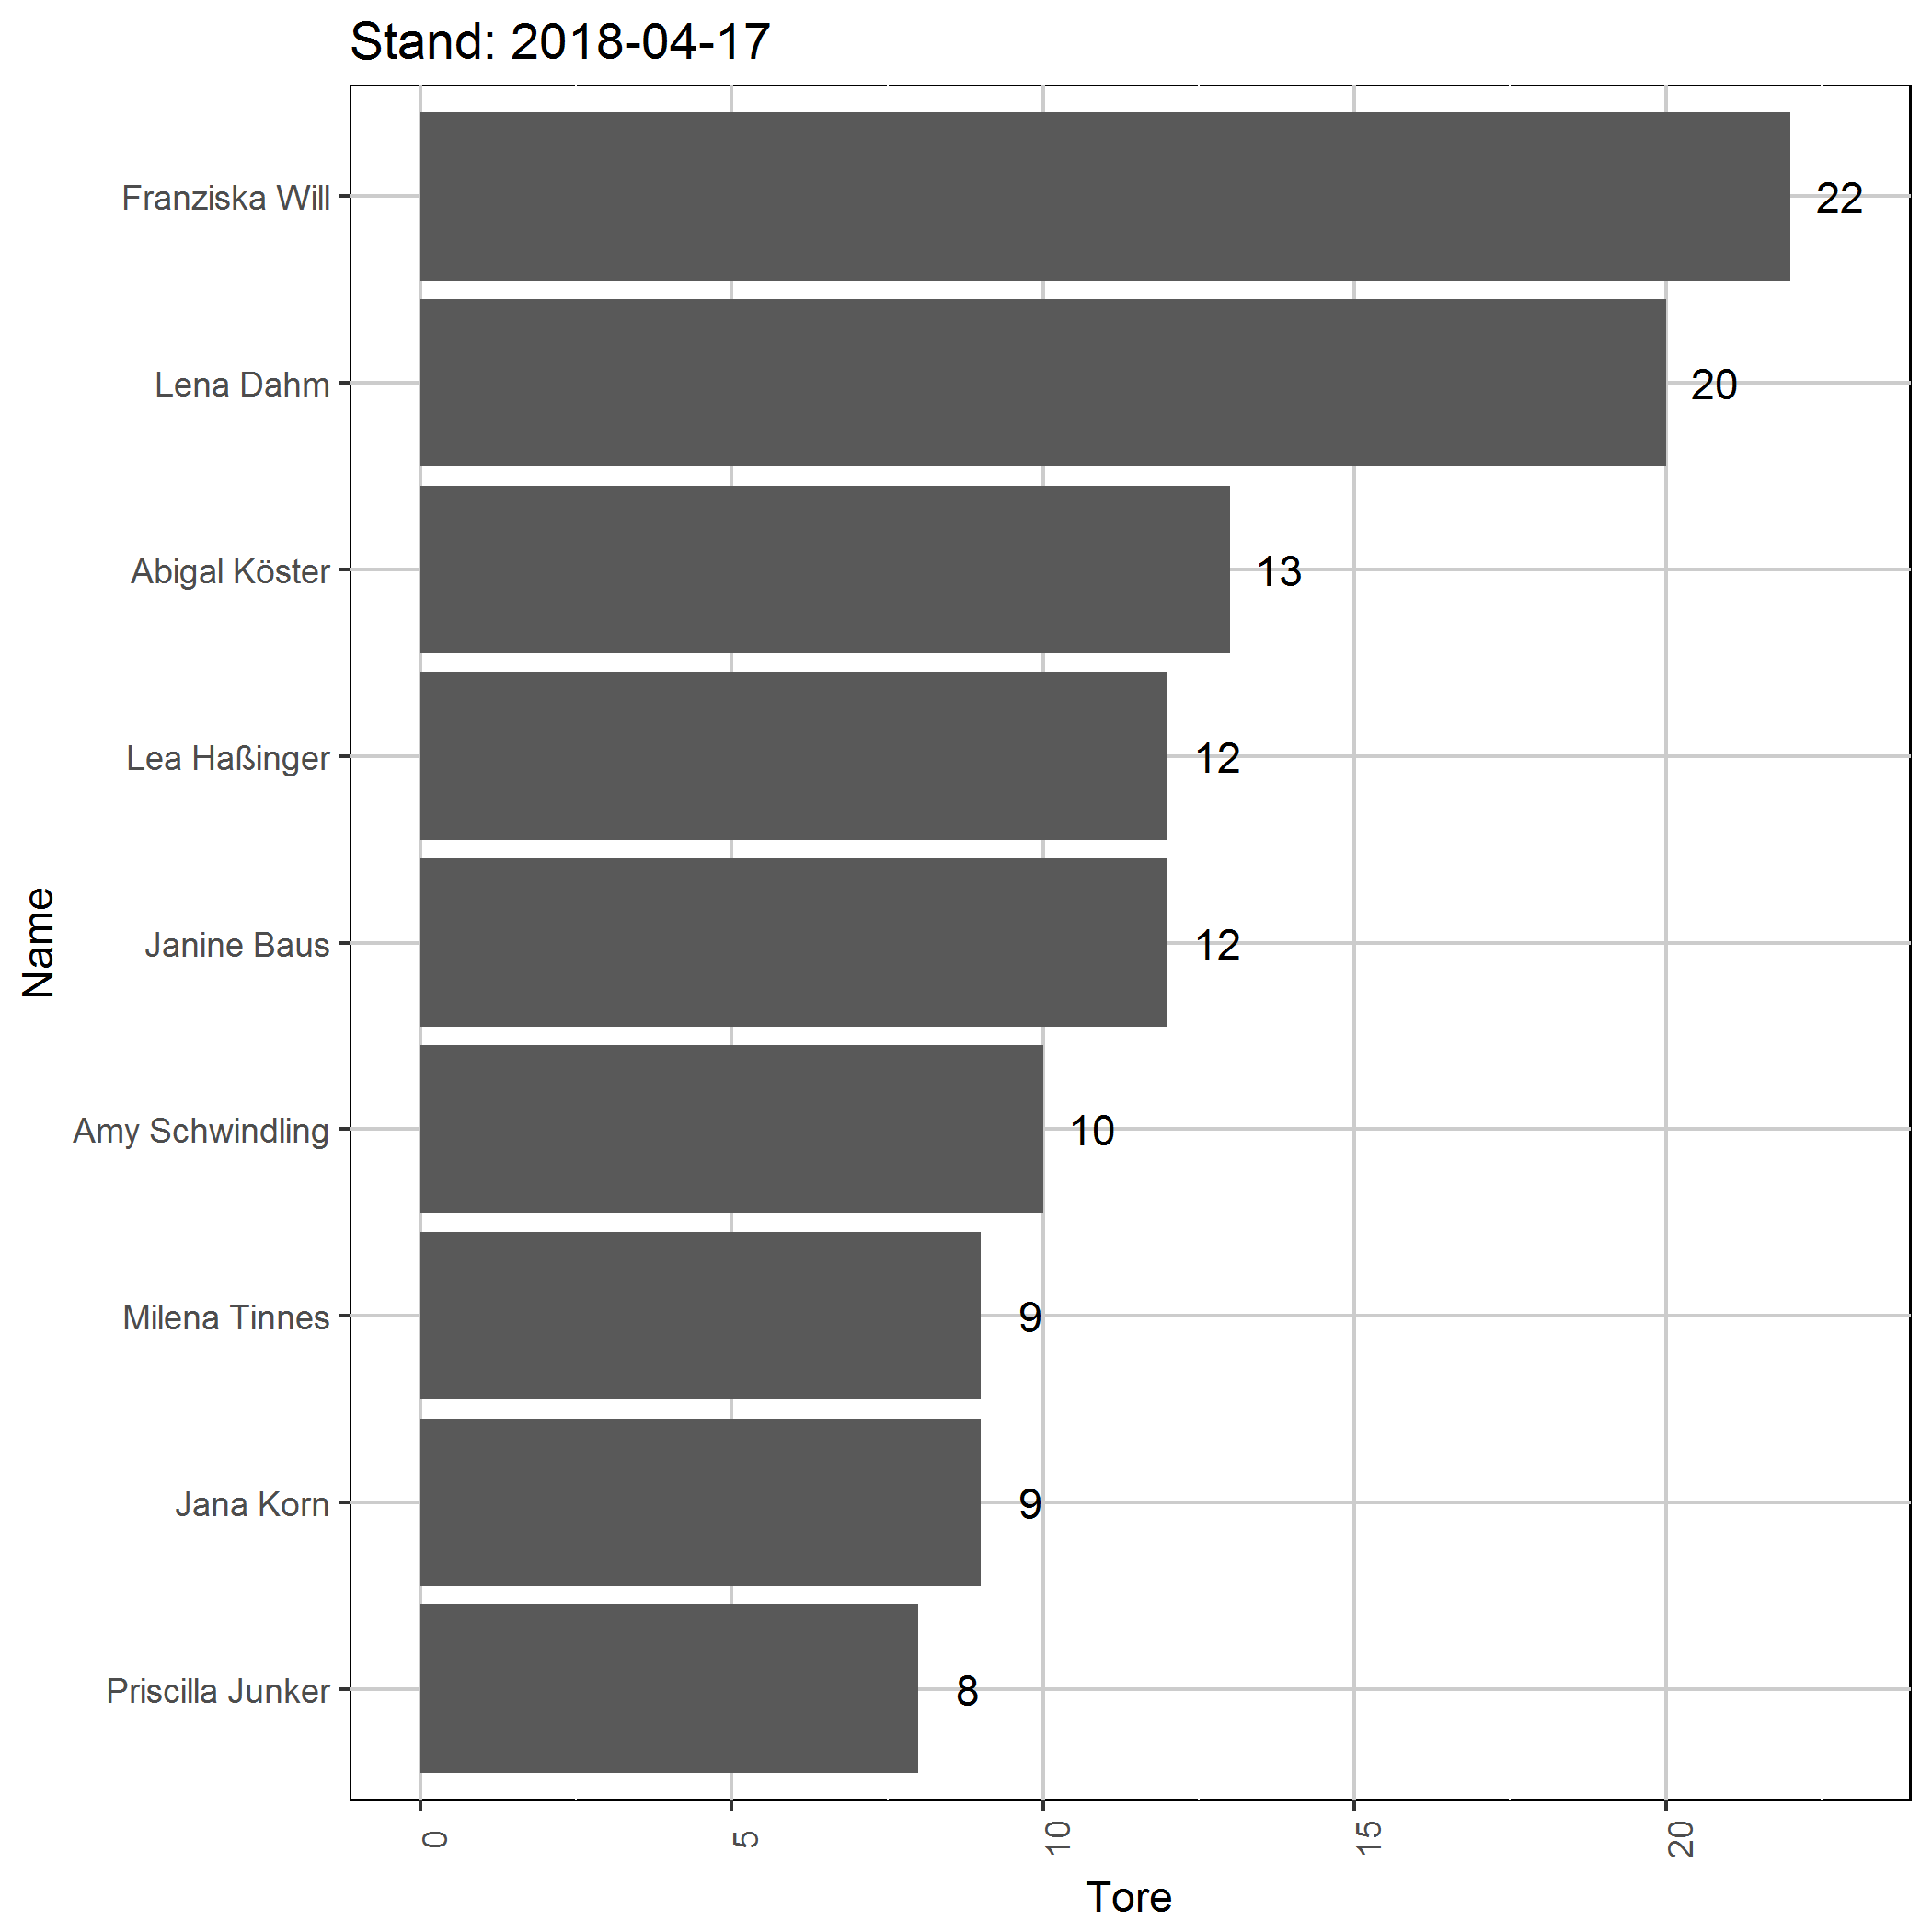 Stand: 2018-04-17
Franziska Will 22
Lena Dahm 20
Abigal Köster 13
Lea Haßinger 12
Janine Baus 12
Amy Schwindling 10
Milena Tinnes 9
Jana Korn 9
Priscilla Junker 8
Name
0 5 10 15 20
Tore